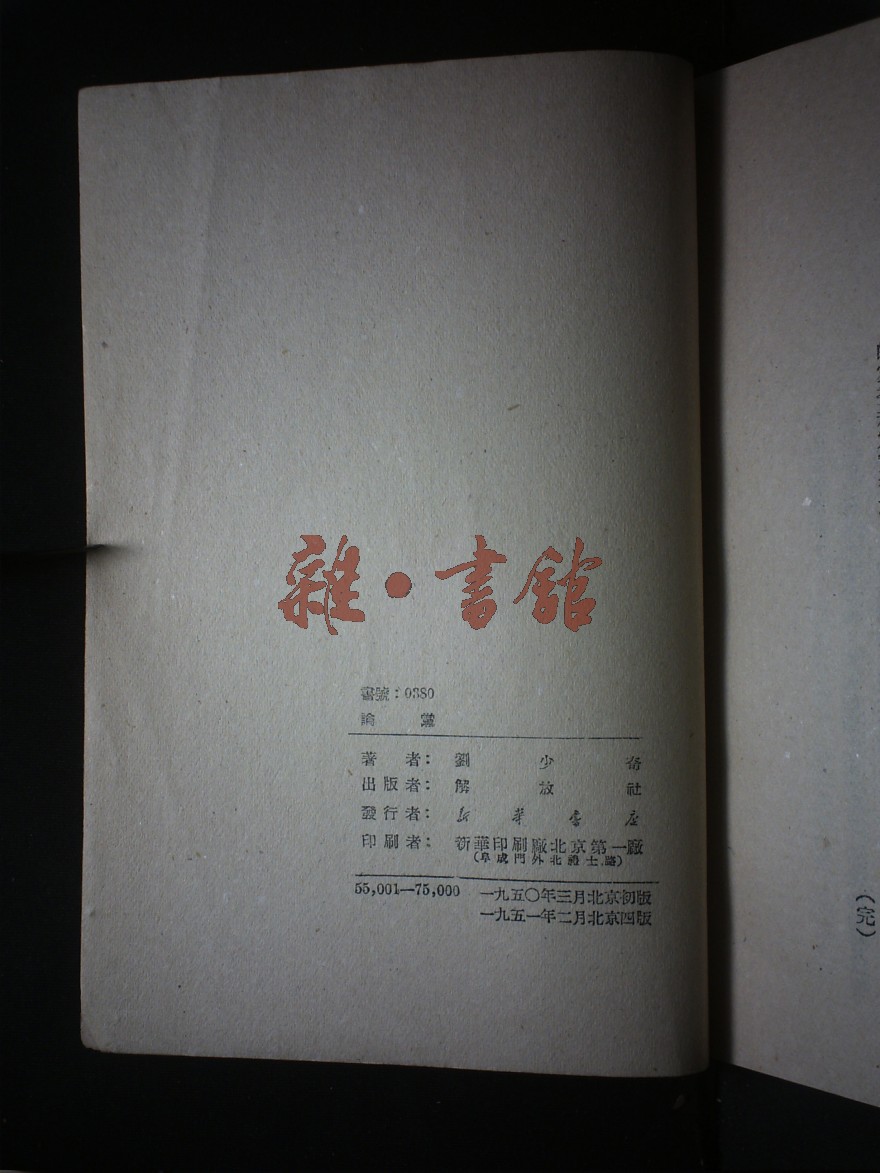 雜・書館
書號：0380
論 黨
著者： 劉少奇
出版者： 解放社
發行者： 新華書店
印刷者： 新華印刷廠北京第一廠
（阜成門外北禮士路）
55,001—75,000 一九五〇年三月北京初版
一九五一年二月北京四版
（完）